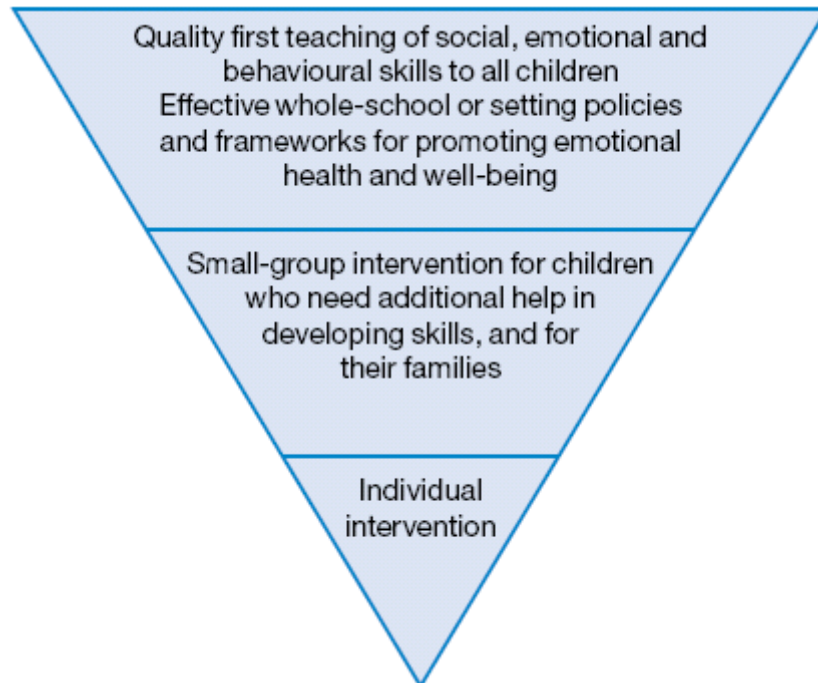 Quality first teaching of social, emotional and
behavioural skills to all children
Effective whole-school or setting policies
and frameworks for promoting emotional
health and well-being
Small-group intervention for children
who need additional help in
developing skills, and for
their families
Individual
intervention